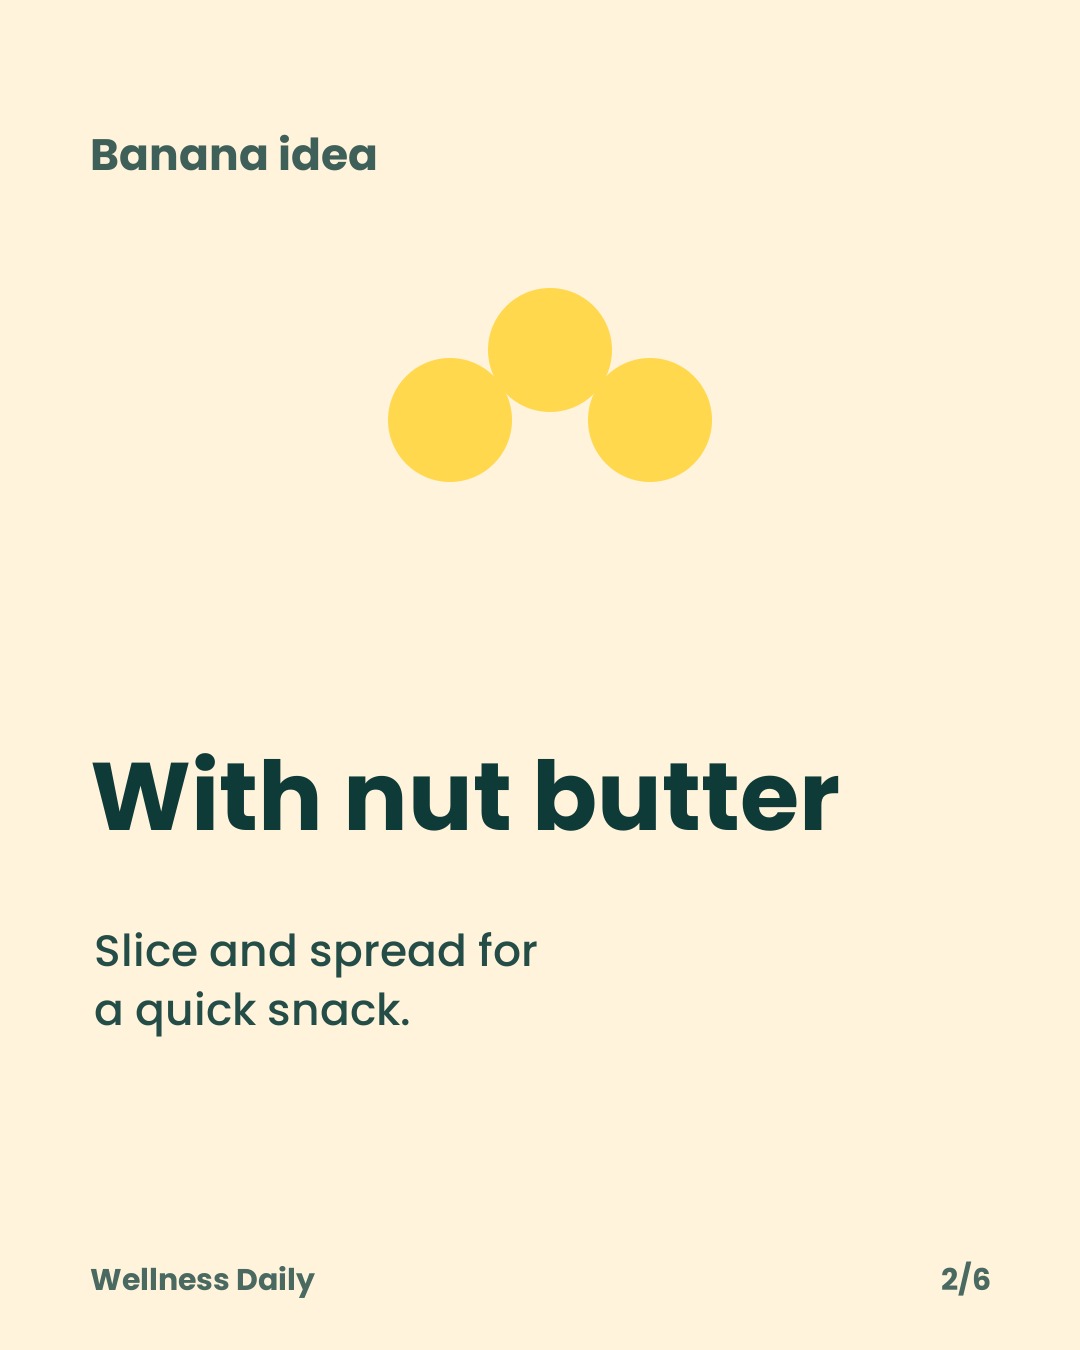 Banana idea
With nut butter
Slice and spread for
a quick snack.
Wellness Daily
2/6